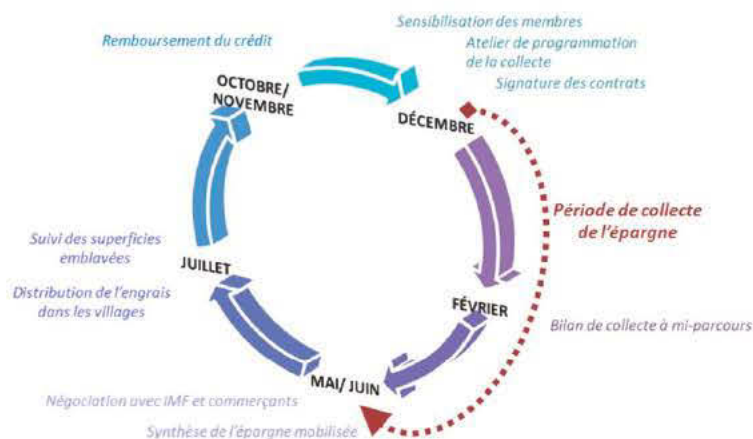 Sensibilisation des membres
Atelier de programmation
de la collecte
Signature des contrats
Remboursement du crédit
OCTOBRE/
NOVEMBRE
DÉCEMBRE
Période de collecte
de l'épargne
Suivi des superficies
emblavées
JUILLET
Distribution de l'engrais
dans les villages
FÉVRIER
Bilan de collecte à mi-parcours
MAI/ JUIN
Négociation avec IMF et commerçants
Synthèse de l'épargne mobilisée